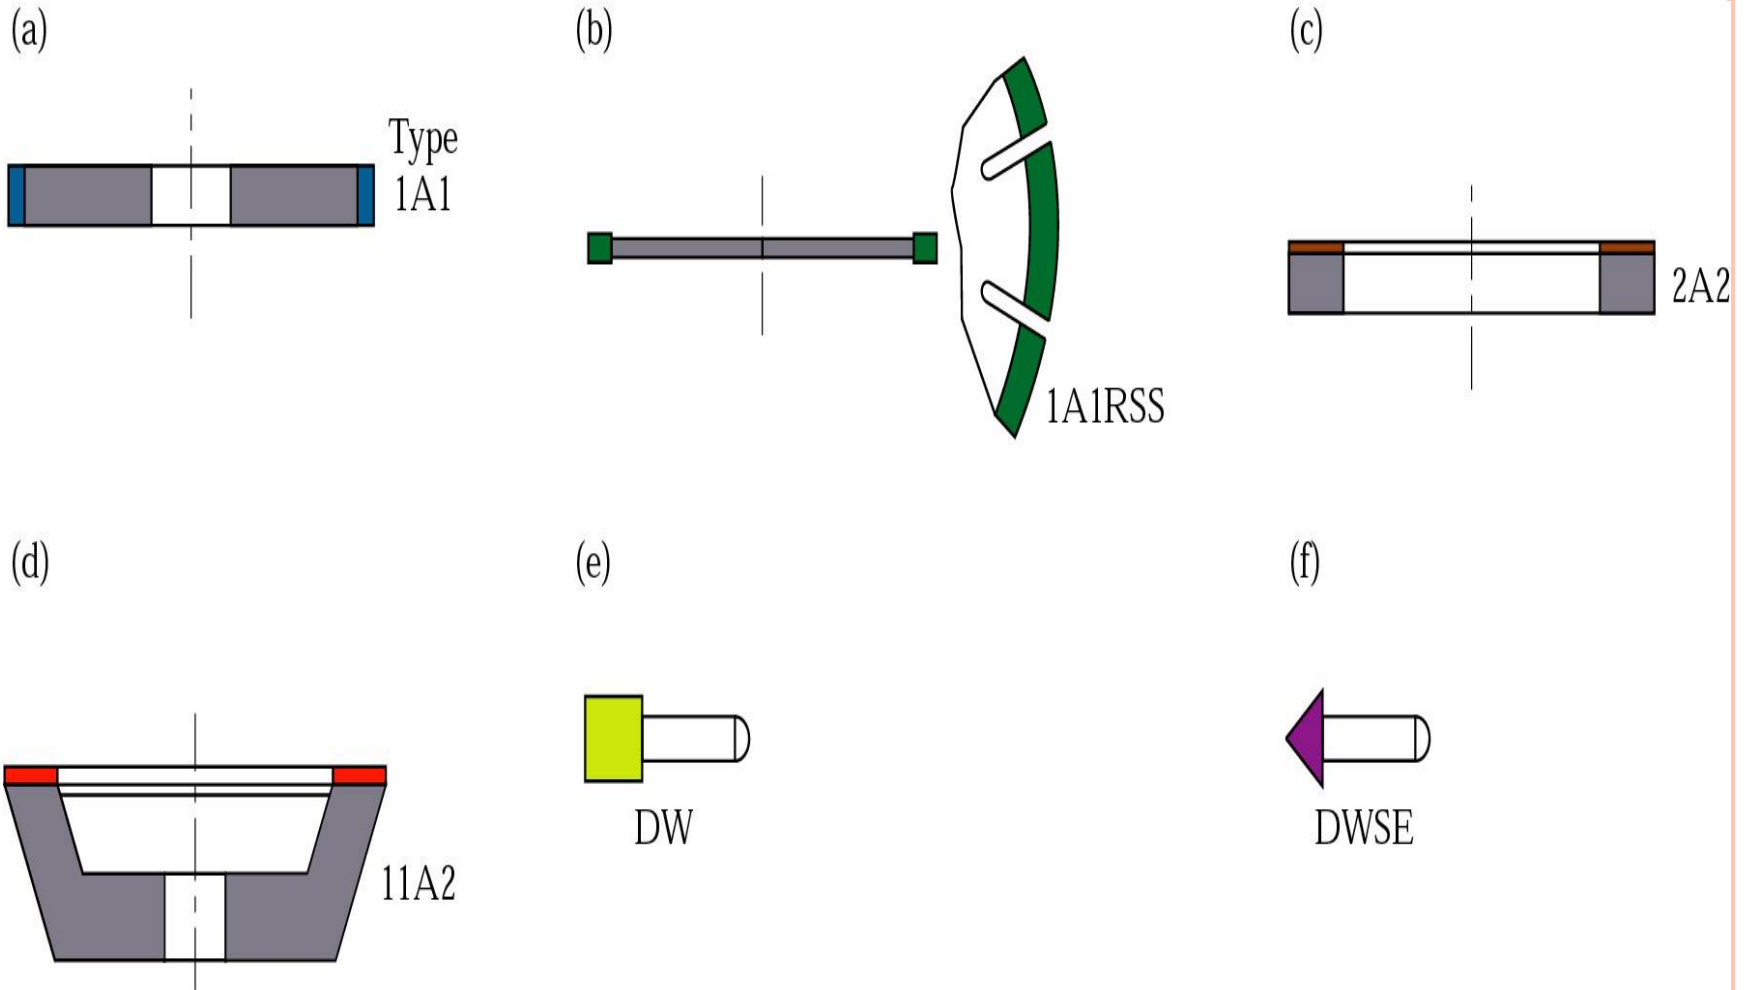 (a)
Type
1A1
(b)
1A1RSS
(c)
2A2
(d)
11A2
(e)
DW
(f)
DWSE